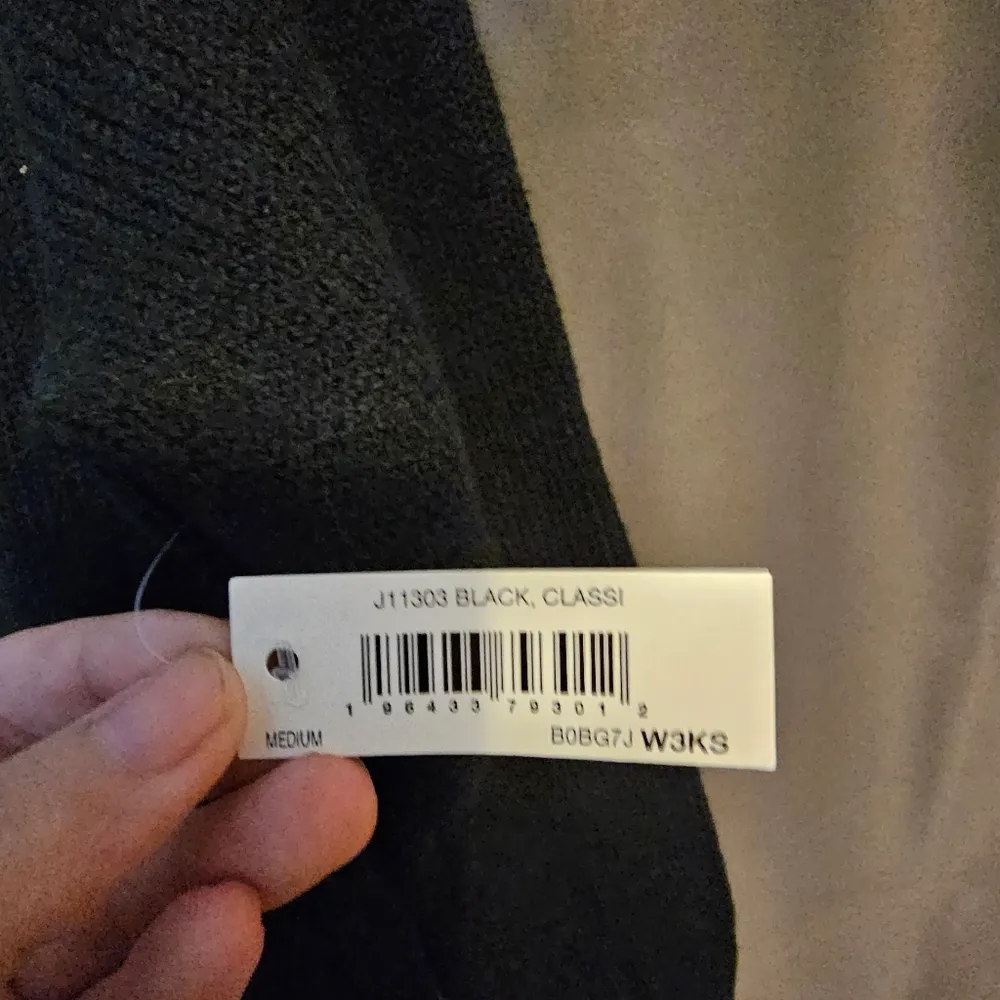 J11303 BLACK, CLASSI
1 96433 79301 2
MEDIUM B0BG7J W3KS